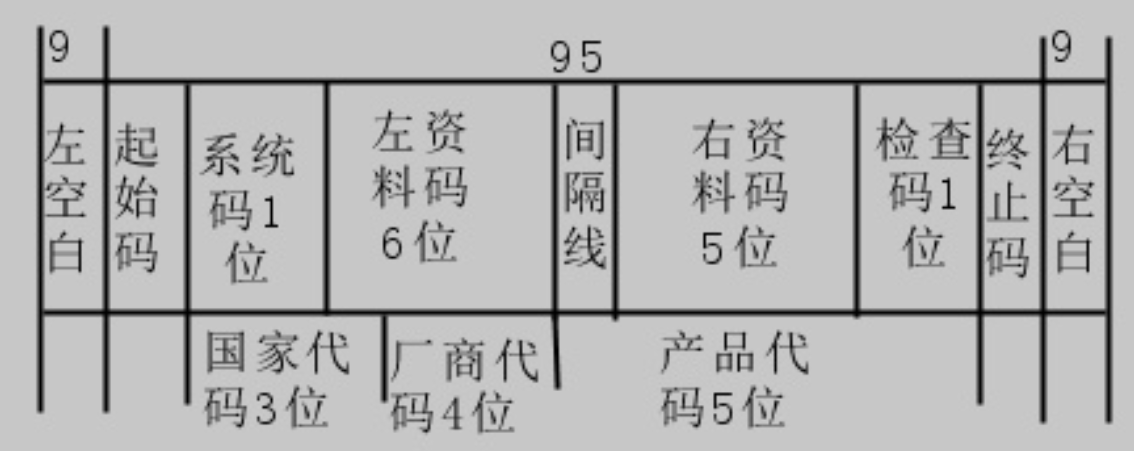 9
95
9
左空白
起始码
系统
码1
位
左资
料码
6位
间隔线
右资
料码
5位
检查
码1
位
终止码
右空白
国家代
码3位
厂商代
码4位
产品代
码5位